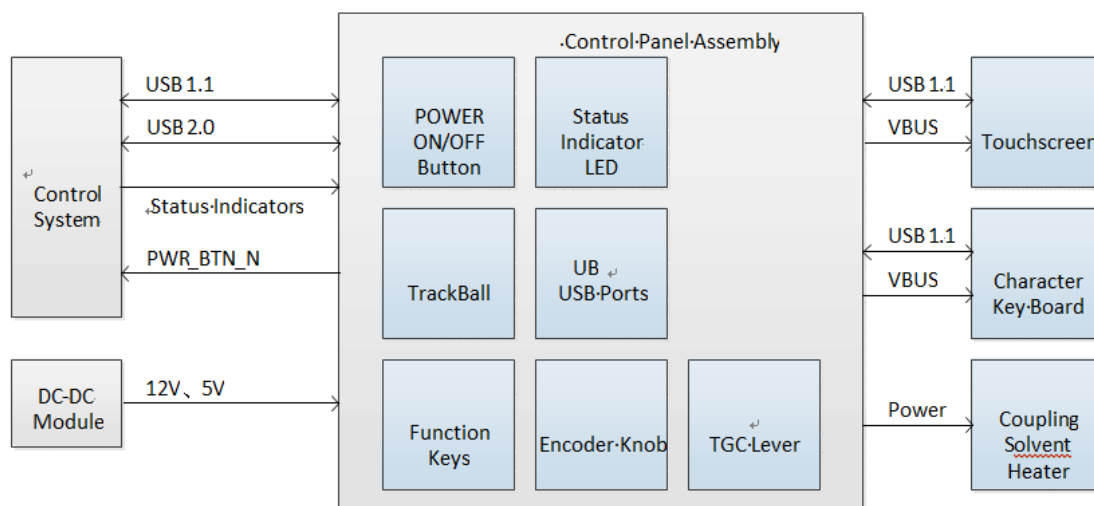 Control Panel Assembly
USB 1.1
USB 2.0
Control
System
Status Indicators
PWR_BTN_N
DC-DC
Module
12V、5V
POWER
ON/OFF
Button
Status
Indicator
LED
TrackBall
UB
USB Ports
Function
Keys
Encoder Knob
TGC Lever
USB 1.1
VBUS
Touchscreen
USB 1.1
VBUS
Character
Key Board
Power
Coupling
Solvent
Heater